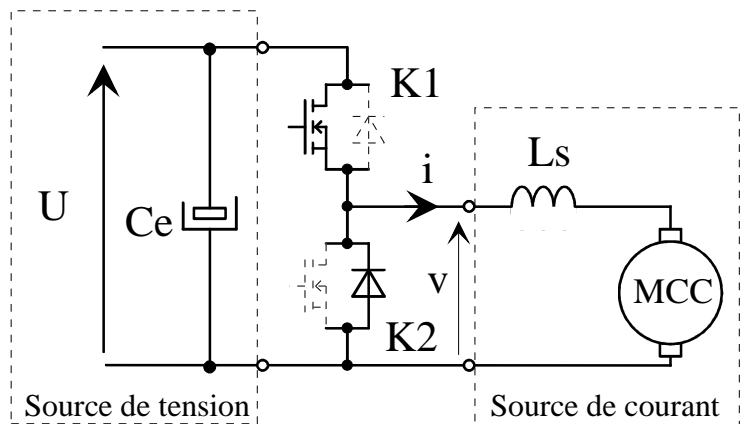 K1
Ls
i
U
Ce
v
MCC
K2
Source de tension
Source de courant